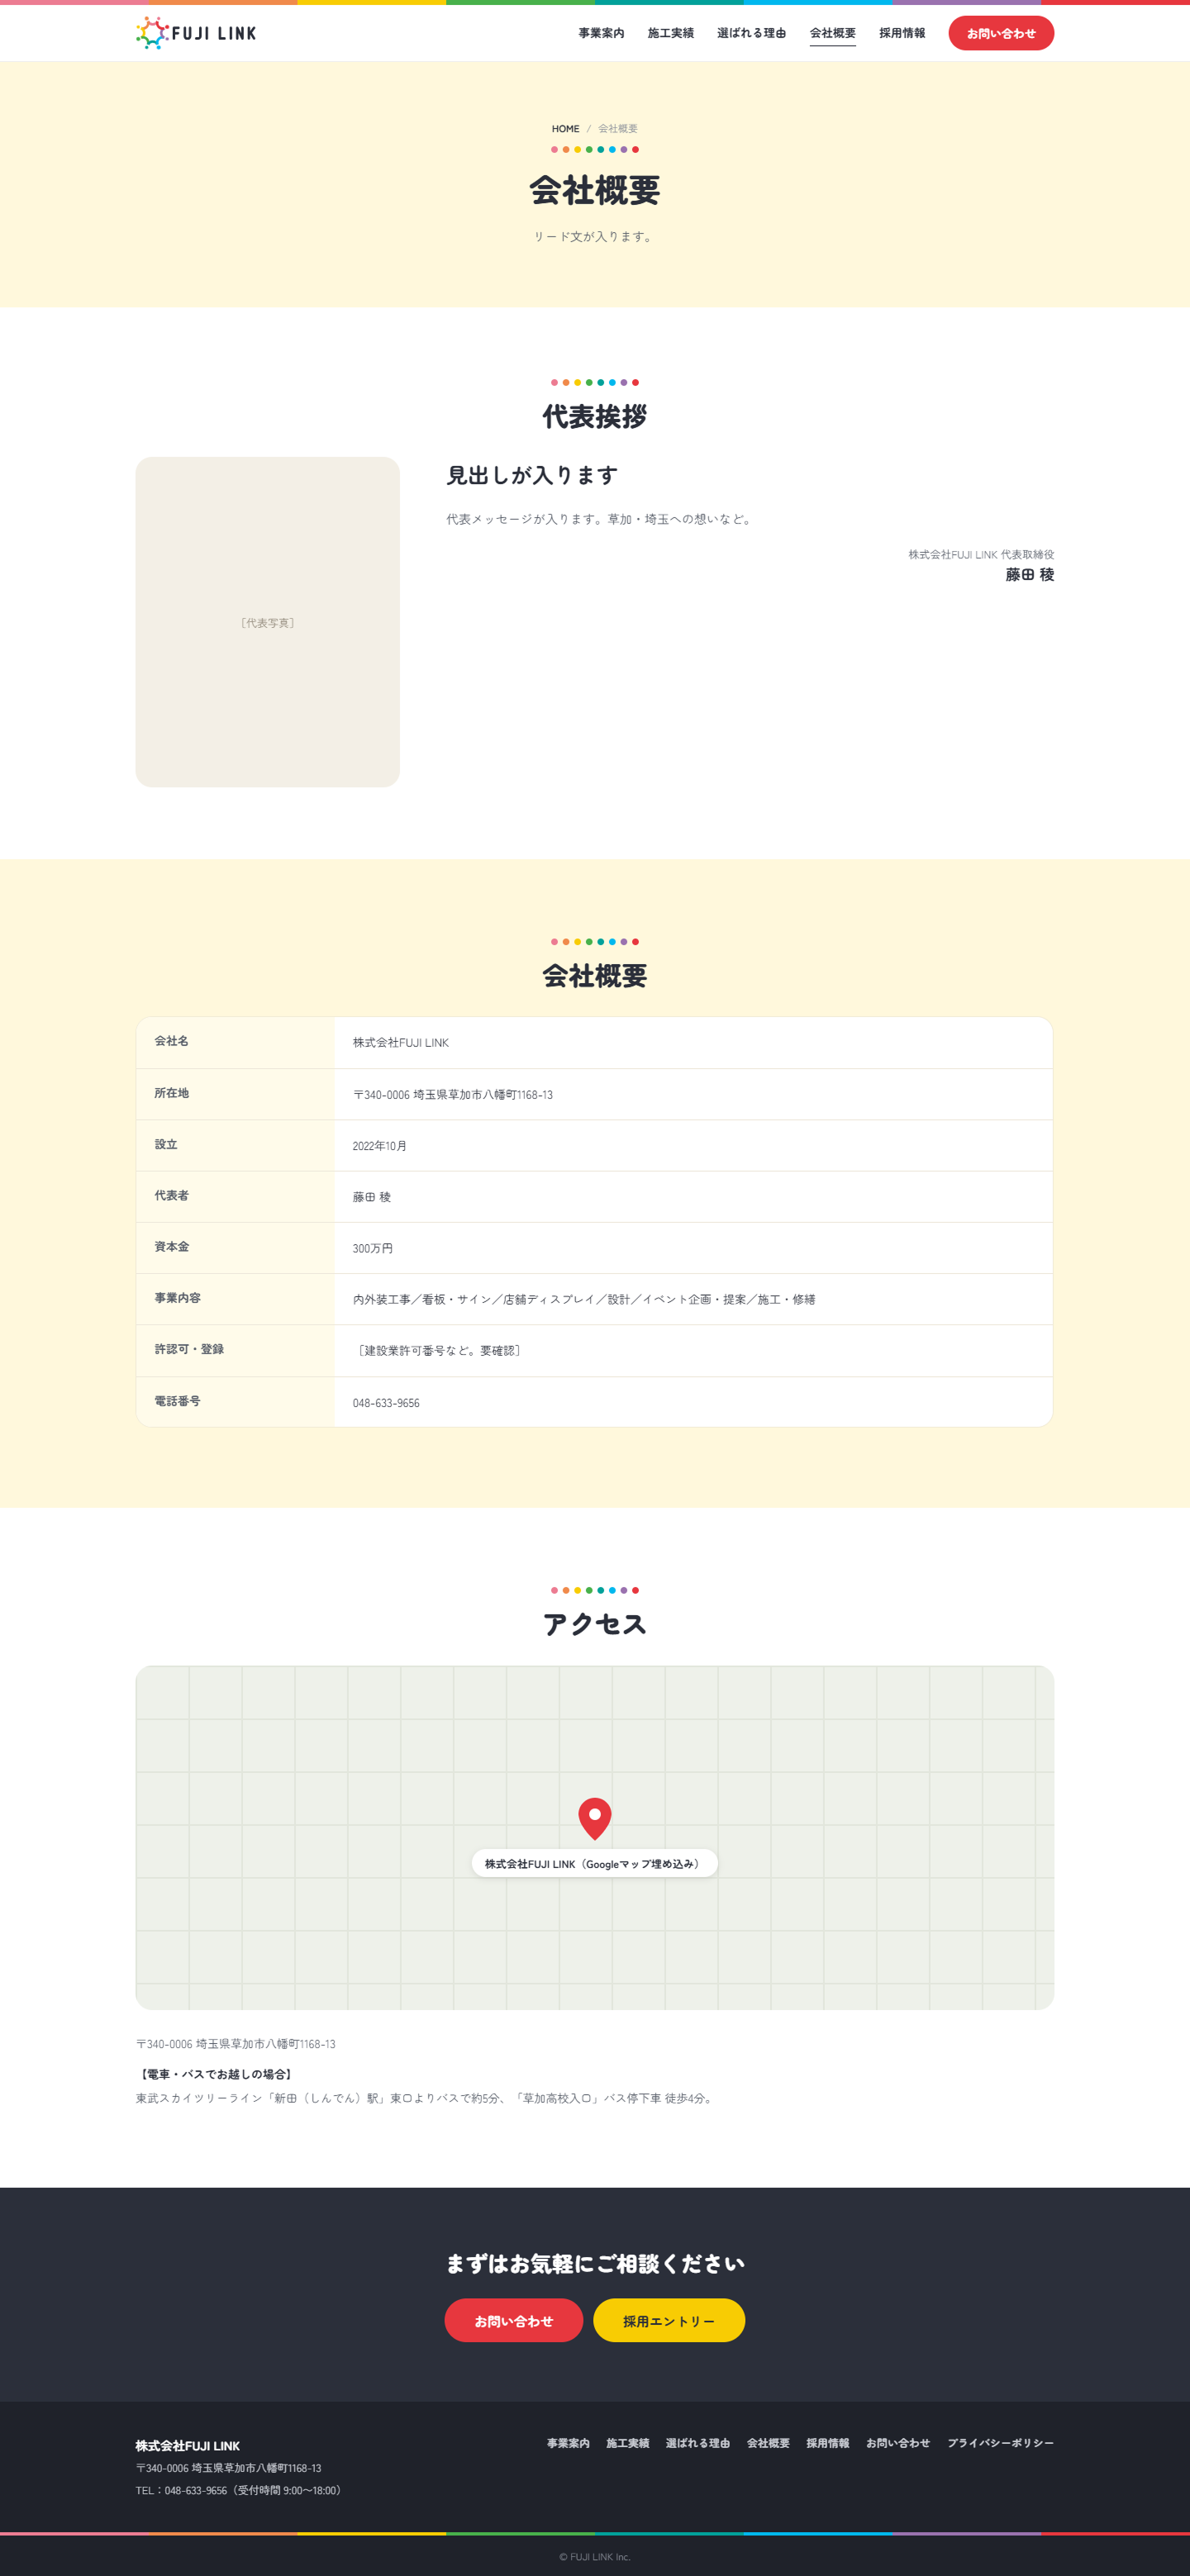 FUJI LINK
事業案内 施工実績 選ばれる理由 会社概要 採用情報 お問い合わせ
HOME / 会社概要
会社概要
リード文が入ります。
代表挨拶
［代表写真］
見出しが入ります
代表メッセージが入ります。草加・埼玉への想いなど。
株式会社FUJI LINK 代表取締役
藤田 稜
会社概要
会社名 株式会社FUJI LINK
所在地 〒340-0006 埼玉県草加市八幡町1168-13
設立 2022年10月
代表者 藤田 稜
資本金 300万円
事業内容 内外装工事／看板・サイン／店舗ディスプレイ／設計／イベント企画・提案／施工・修繕
許認可・登録 ［建設業許可番号など。要確認］
電話番号 048-633-9656
アクセス
株式会社FUJI LINK（Googleマップ埋め込み）
〒340-0006 埼玉県草加市八幡町1168-13
【電車・バスでお越しの場合】
東武スカイツリーライン「新田（しんでん）駅」東口よりバスで約5分、「草加高校入口」バス停下車 徒歩4分。
まずはお気軽にご相談ください
お問い合わせ 採用エントリー
株式会社FUJI LINK
〒340-0006 埼玉県草加市八幡町1168-13
TEL：048-633-9656（受付時間 9:00〜18:00）
事業案内 施工実績 選ばれる理由 会社概要 採用情報 お問い合わせ プライバシーポリシー
© FUJI LINK Inc.